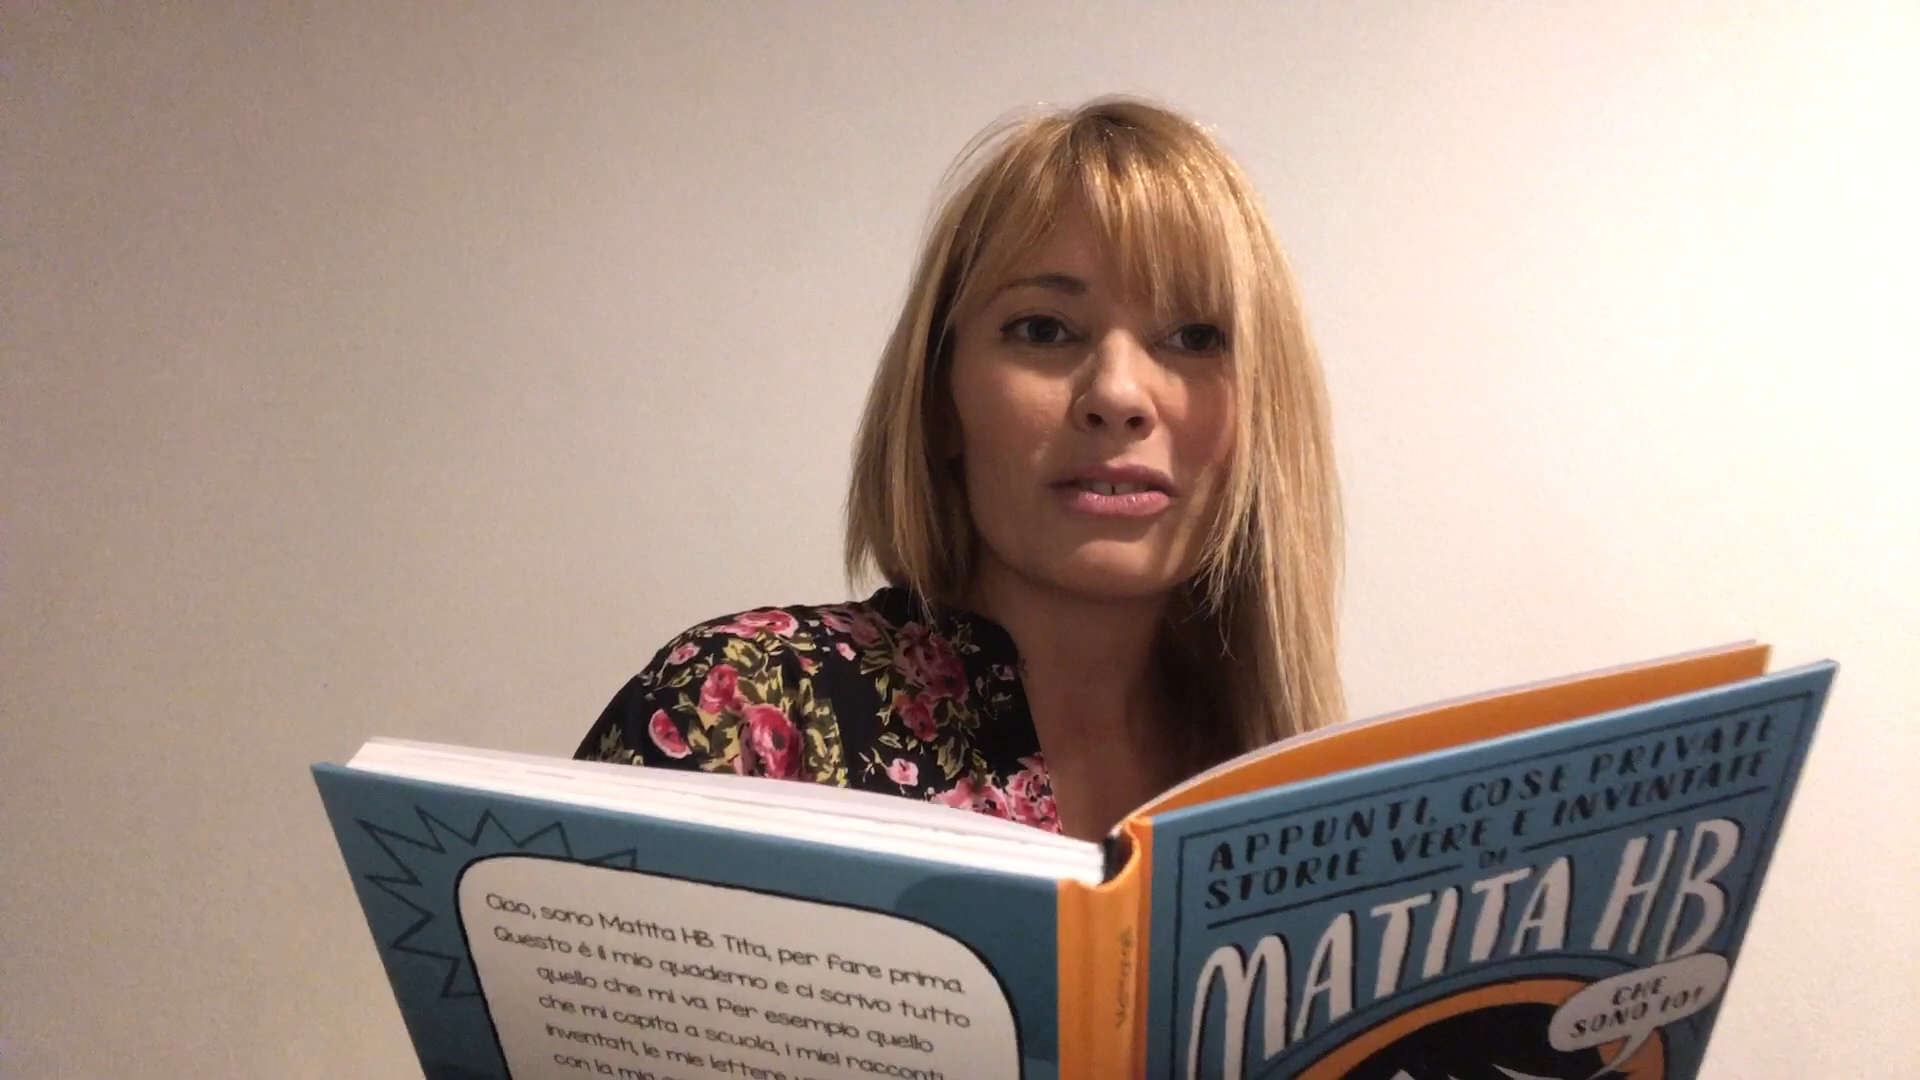 Ciao, sono Matita HB. Tita, per fare prima.
Questo è il mio quaderno e ci scrivo tutto
quello che mi va. Per esempio quello
che mi capita a scuola, i miei racconti
inventati, le mie lettere
con la mia
APPUNTI, COSE PRIVATE
STORIE VERE E INVENTATE
DI
MATITA HB
CHE
SONO IO!